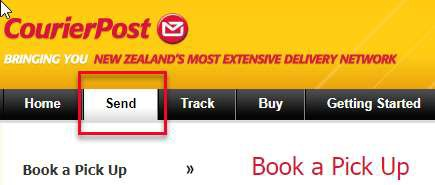 CourierPost
BRINGING YOU NEW ZEALAND'S MOST EXTENSIVE DELIVERY NETWORK
Home Send Track Buy Getting Started
Book a Pick Up » Book a Pick Up